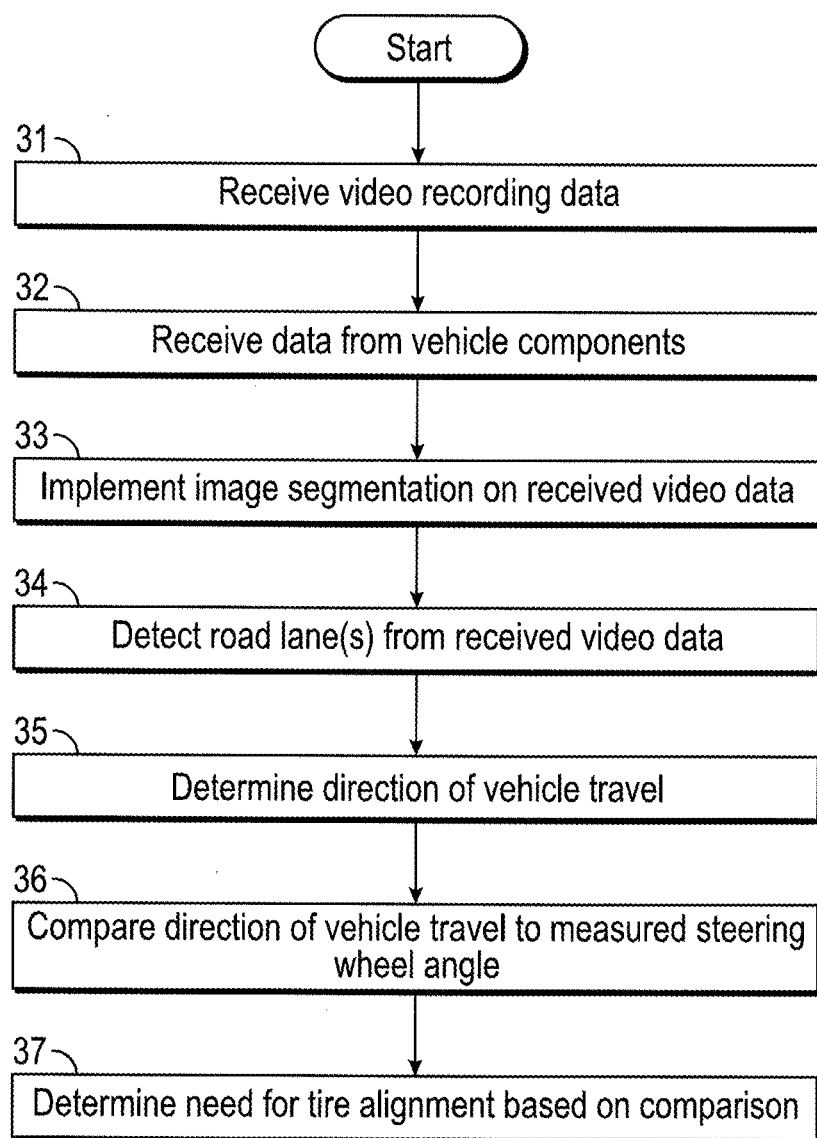 Start
31
Receive video recording data
32
Receive data from vehicle components
33
Implement image segmentation on received video data
34
Detect road lane(s) from received video data
35
Determine direction of vehicle travel
36
Compare direction of vehicle travel to measured steering
wheel angle
37
Determine need for tire alignment based on comparison